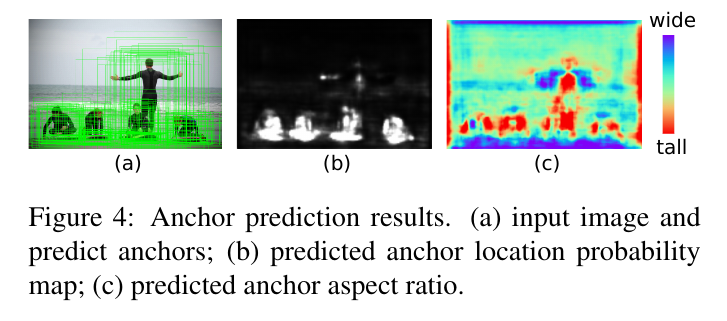 wide
tall
(a)
(b)
(c)
Figure 4: Anchor prediction results. (a) input image and
predict anchors; (b) predicted anchor location probability
map; (c) predicted anchor aspect ratio.